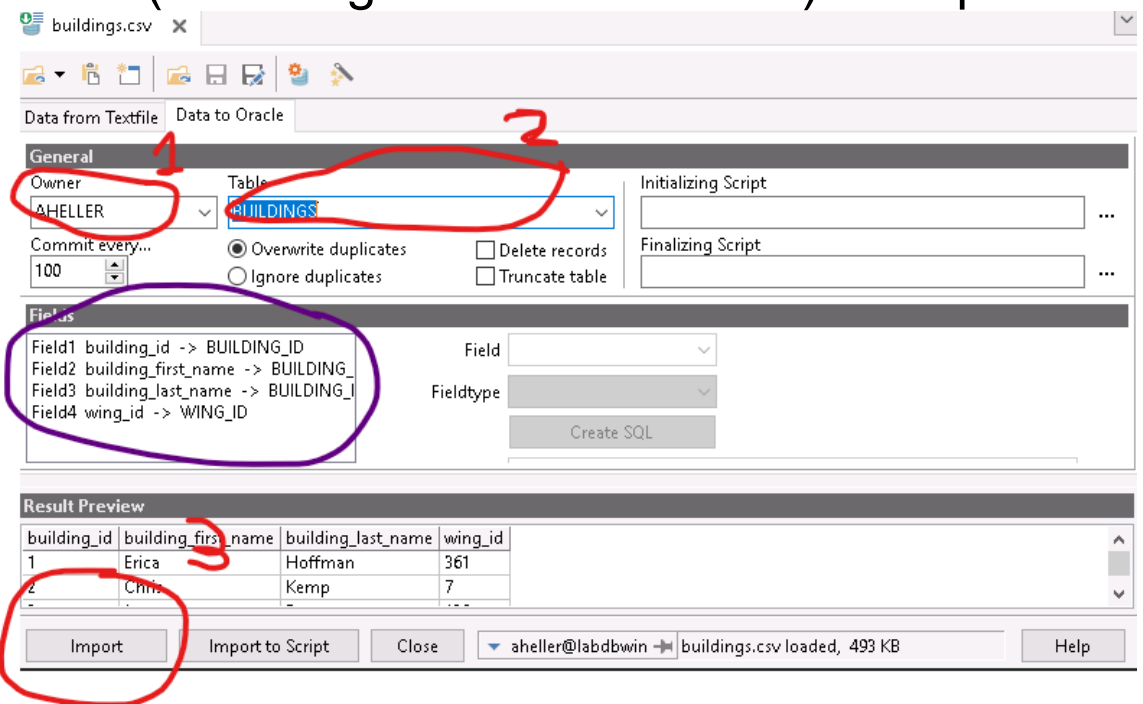 buildings.csv
Data from Textfile Data to Oracle
2
1
General
Owner Table Initializing Script
AHELLER BUILDINGS ...
Commit every... Overwrite duplicates Delete records Finalizing Script
100 Ignore duplicates Truncate table ...
Fields
Field1 building_id -> BUILDING_ID Field
Field2 building_first_name -> BUILDING_
Field3 building_last_name -> BUILDING_ Fieldtype
Field4 wing_id -> WING_ID
Create SQL
Result Preview
building_id building_first_name building_last_name wing_id
3
1 Erica Hoffman 361
2 Chris Kemp 7
Import Import to Script Close aheller@labdbwin buildings.csv loaded, 493 KB Help